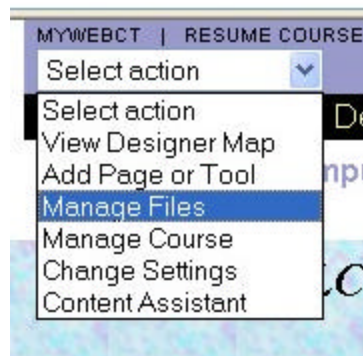 MYWEBCT | RESUME COURSE
Select action
Select action
View Designer Map
Add Page or Tool
Manage Files
Manage Course
Change Settings
Content Assistant